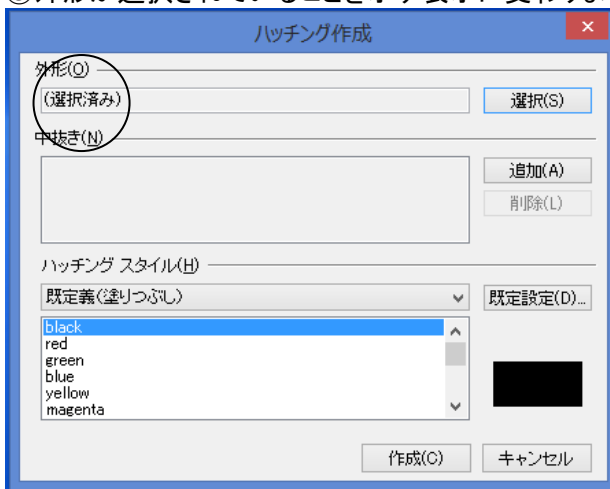 ハッチング作成
外形(O)
(選択済み) 選択(S)
中抜き(N)
追加(A)
削除(L)
ハッチング スタイル(H)
既定義(塗りつぶし) 既定設定(D)...
black
red
green
blue
yellow
magenta
作成(C) キャンセル